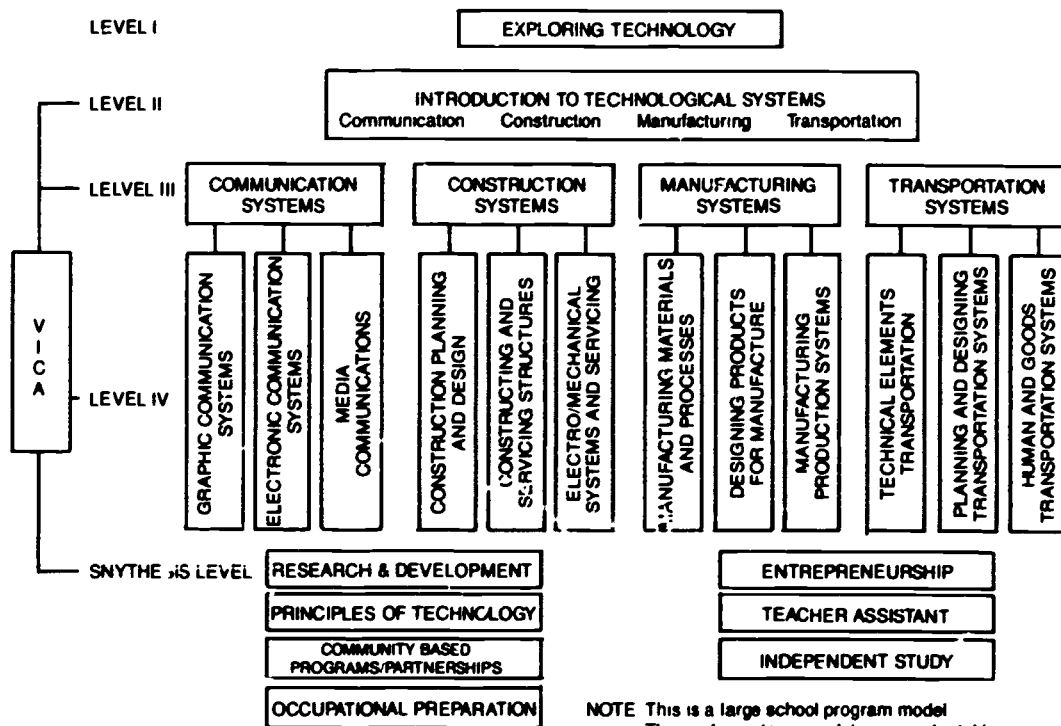 LEVEL I
EXPLORING TECHNOLOGY
LEVEL II
INTRODUCTION TO TECHNOLOGICAL SYSTEMS
Communication Construction Manufacturing Transportation
LELVEL III
COMMUNICATION
SYSTEMS
CONSTRUCTION
SYSTEMS
MANUFACTURING
SYSTEMS
TRANSPORTATION
SYSTEMS
VICA
LEVEL IV
GRAPHIC COMMUNICATION
SYSTEMS
ELECTRONIC COMMUNICATION
SYSTEMS
MEDIA
COMMUNICATIONS
CONSTRUCTION PLANNING
AND DESIGN
CONSTRUCTING AND
SERVICING STRUCTURES
ELECTRO/MECHANICAL
SYSTEMS AND SERVICING
MANUFACTURING MATERIALS
AND PROCESSES
DESIGNING PRODUCTS
FOR MANUFACTURE
MANUFACTURING
PRODUCTION SYSTEMS
TECHNICAL ELEMENTS
TRANSPORTATION
PLANNING AND DESIGNING
TRANSPORTATION SYSTEMS
HUMAN AND GOODS
TRANSPORTATION SYSTEMS
SNYTHESIS LEVEL
RESEARCH & DEVELOPMENT
PRINCIPLES OF TECHNOLOGY
COMMUNITY BASED
PROGRAMS/PARTNERSHIPS
OCCUPATIONAL PREPARATION
ENTREPRENEURSHIP
TEACHER ASSISTANT
INDEPENDENT STUDY
NOTE This is a large school program model